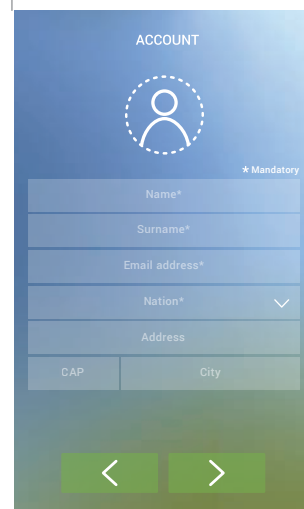 ACCOUNT
* Mandatory
Name*
Surname*
Email address*
Nation*
Address
CAP City